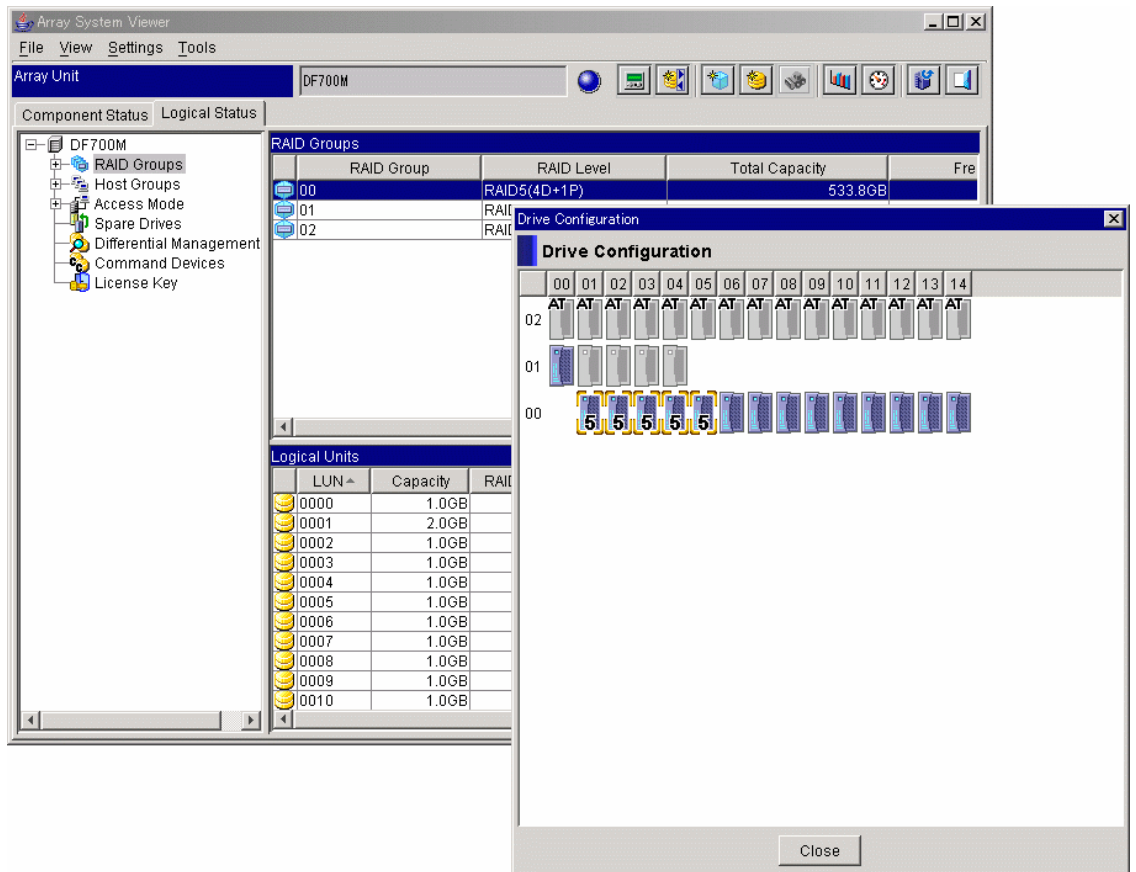 Array System Viewer
File View Settings Tools
Array Unit DF700M
Component Status Logical Status
DF700M
RAID Groups
Host Groups
Access Mode
Spare Drives
Differential Management
Command Devices
License Key
RAID Groups
RAID Group RAID Level Total Capacity Fre
00 RAID5(4D+1P) 533.8GB
01 RAID
02 RAID
Logical Units
LUN Capacity RAID
0000 1.0GB
0001 2.0GB
0002 1.0GB
0003 1.0GB
0004 1.0GB
0005 1.0GB
0006 1.0GB
0007 1.0GB
0008 1.0GB
0009 1.0GB
0010 1.0GB
Drive Configuration
Drive Configuration
00 01 02 03 04 05 06 07 08 09 10 11 12 13 14
02 AT AT AT AT AT AT AT AT AT AT AT AT AT AT AT
01
00 5 5 5 5 5
Close